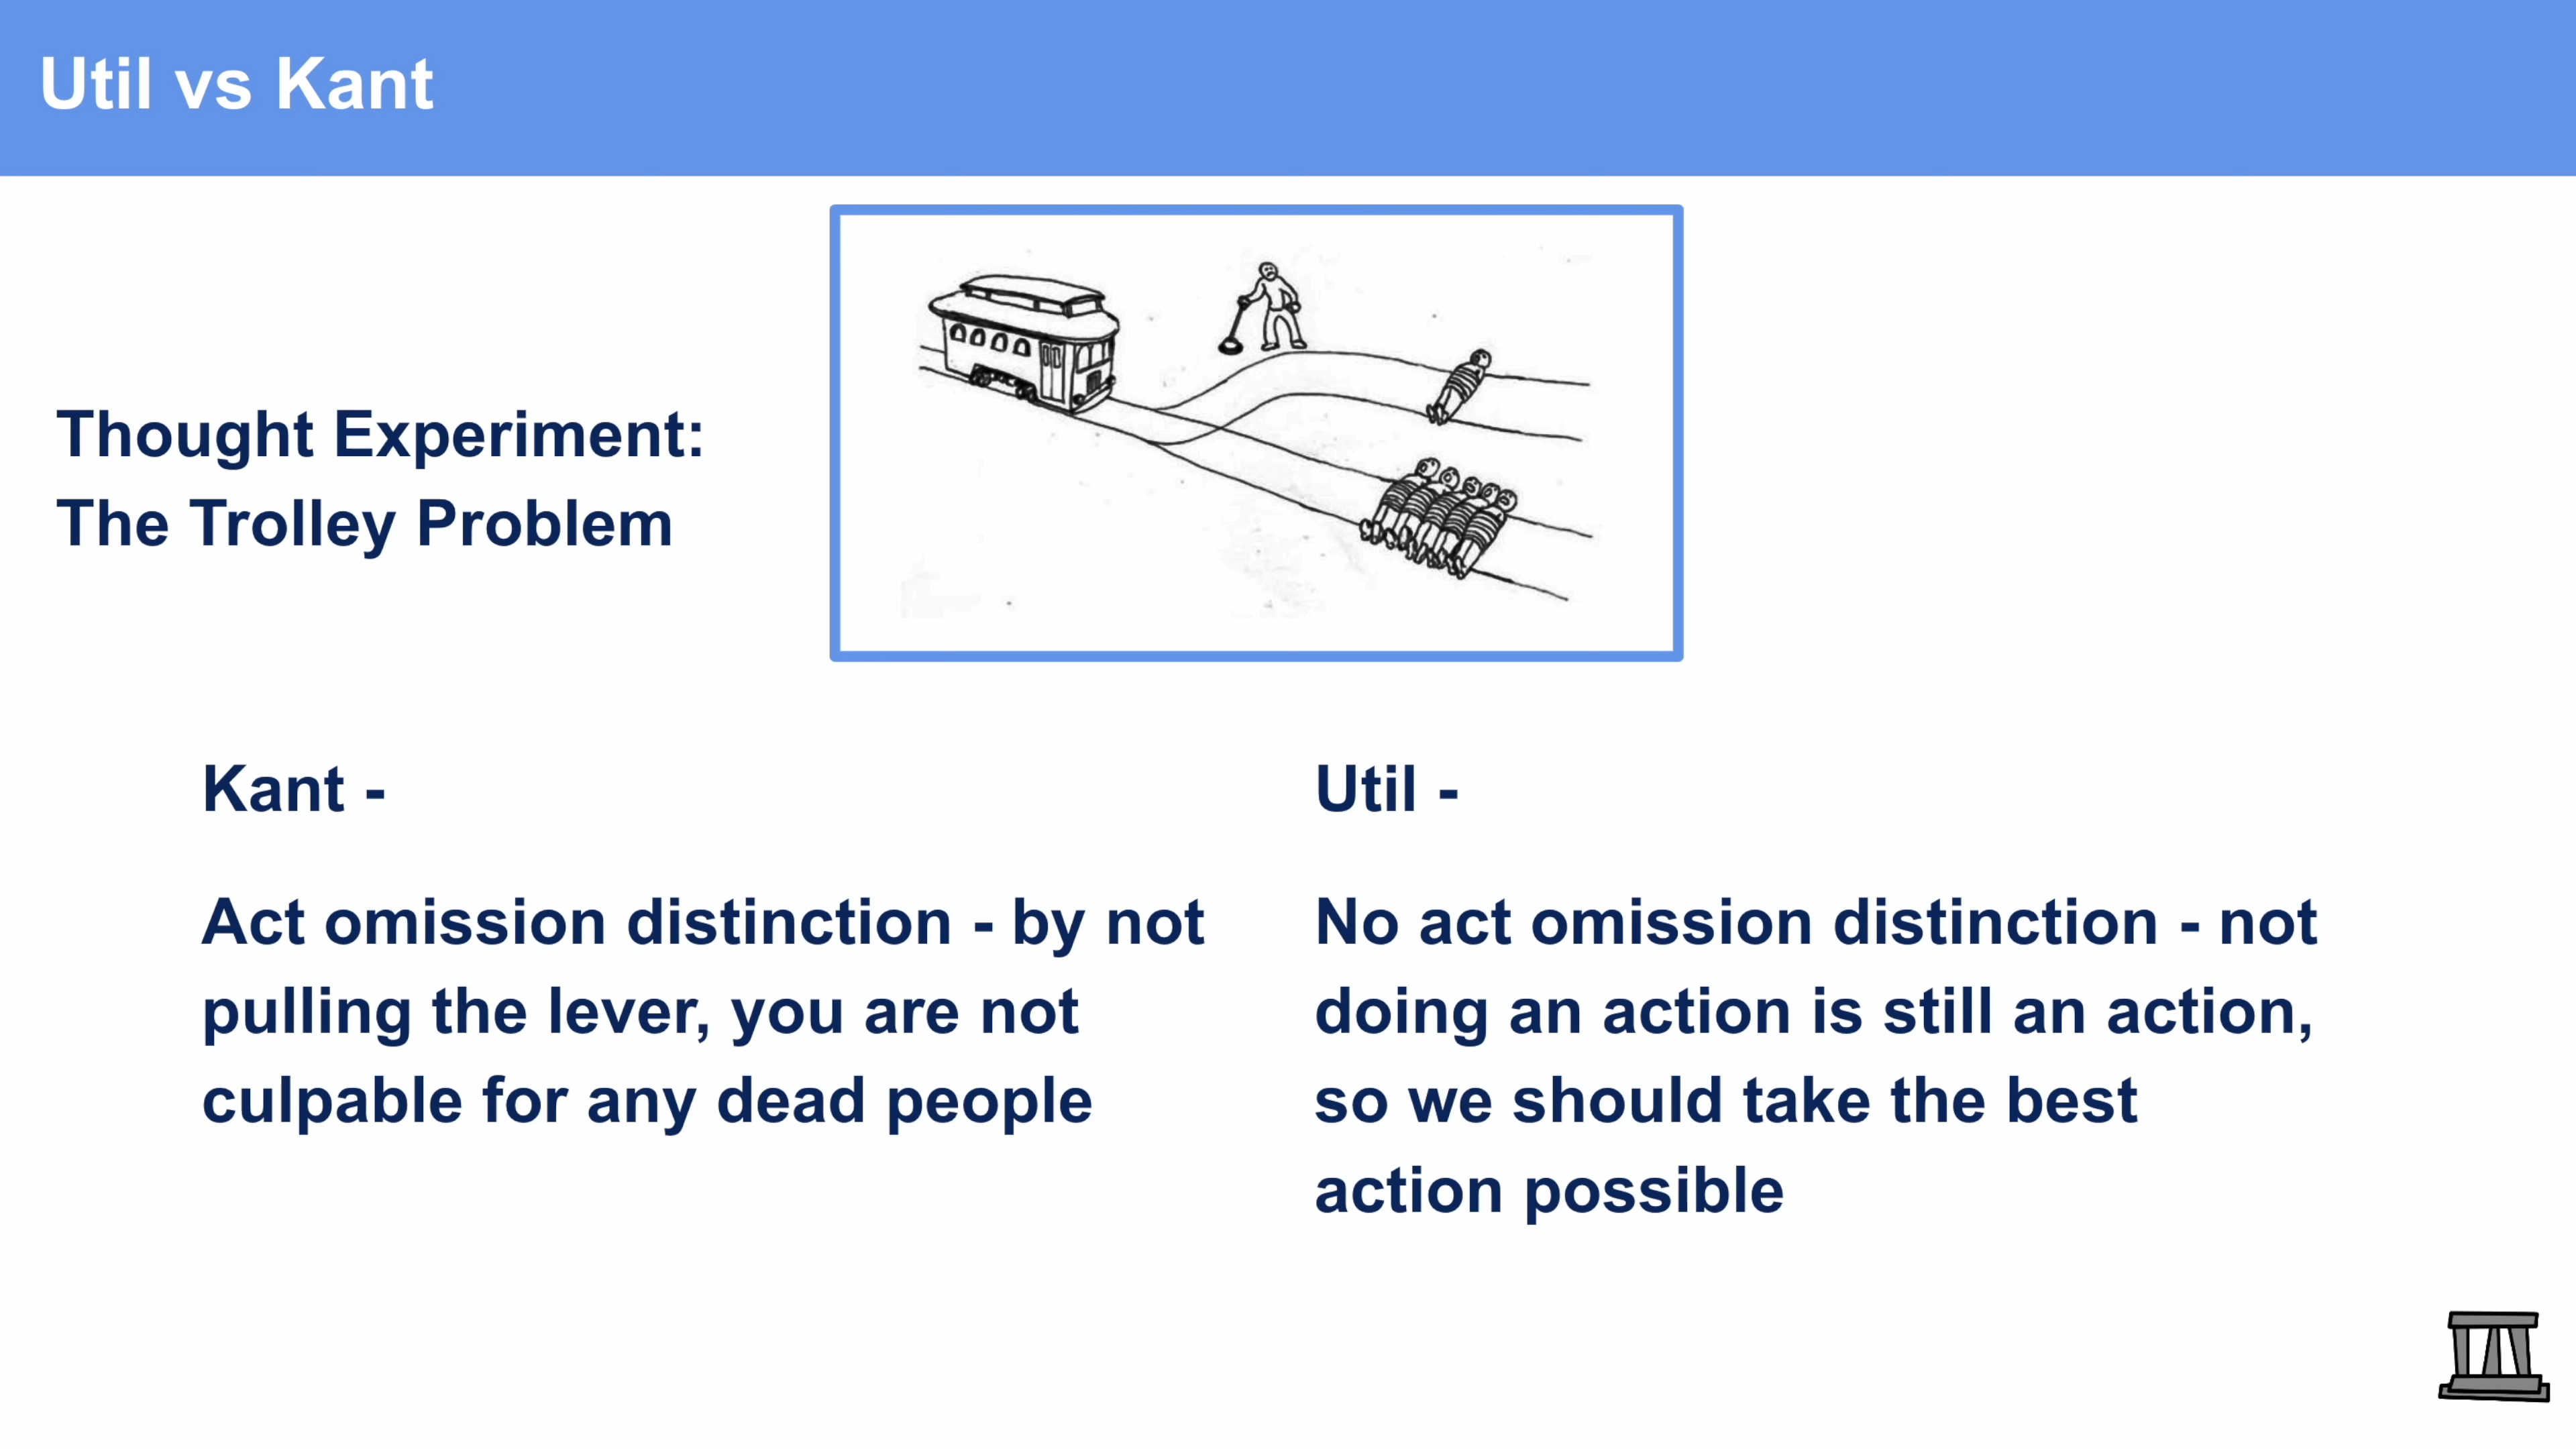 Util vs Kant
Thought Experiment:
The Trolley Problem
Kant -
Act omission distinction - by not
pulling the lever, you are not
culpable for any dead people
Util -
No act omission distinction - not
doing an action is still an action,
so we should take the best
action possible